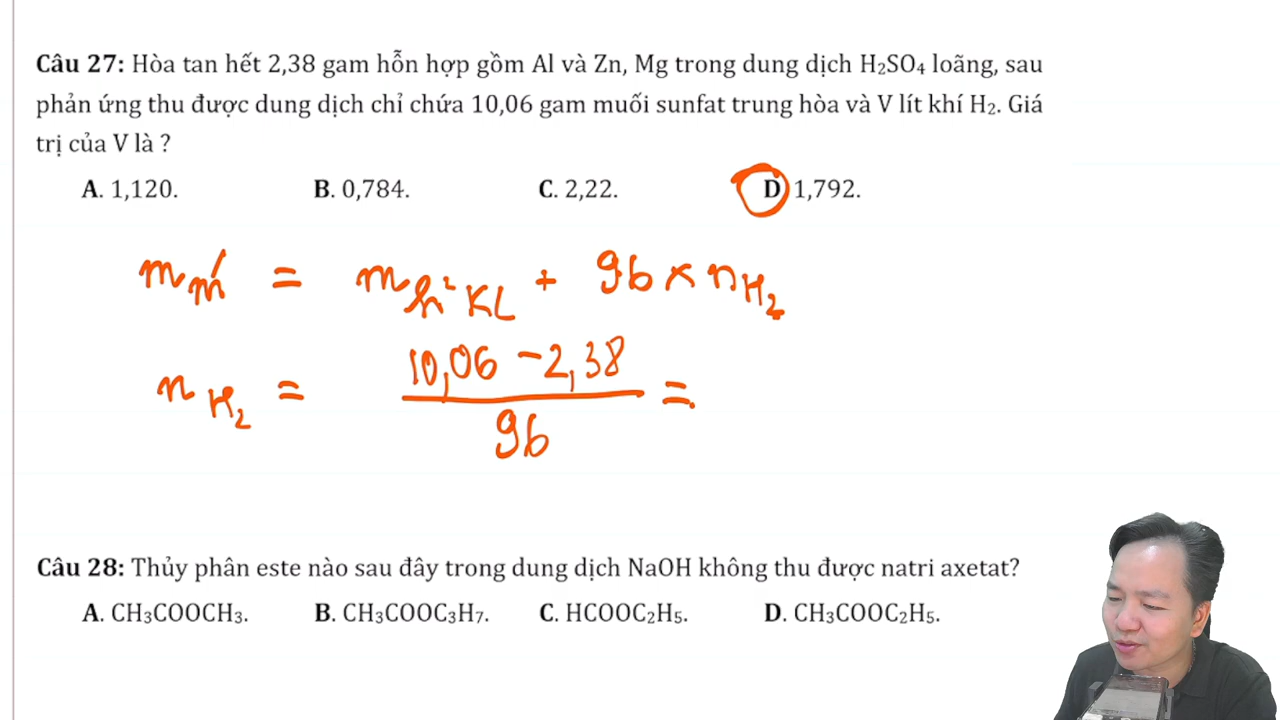 Câu 27: Hòa tan hết 2,38 gam hỗn hợp gồm Al và Zn, Mg trong dung dịch H₂SO₄ loãng, sau
phản ứng thu được dung dịch chỉ chứa 10,06 gam muối sunfat trung hòa và V lít khí H₂. Giá
trị của V là ?
A. 1,120. B. 0,784. C. 2,22. D 1,792.
m m' = m h² KL + 96 × n H₂
n H₂ = (10,06 − 2,38) / 96 =
Câu 28: Thủy phân este nào sau đây trong dung dịch NaOH không thu được natri axetat?
A. CH₃COOCH₃. B. CH₃COOC₃H₇. C. HCOOC₂H₅. D. CH₃COOC₂H₅.